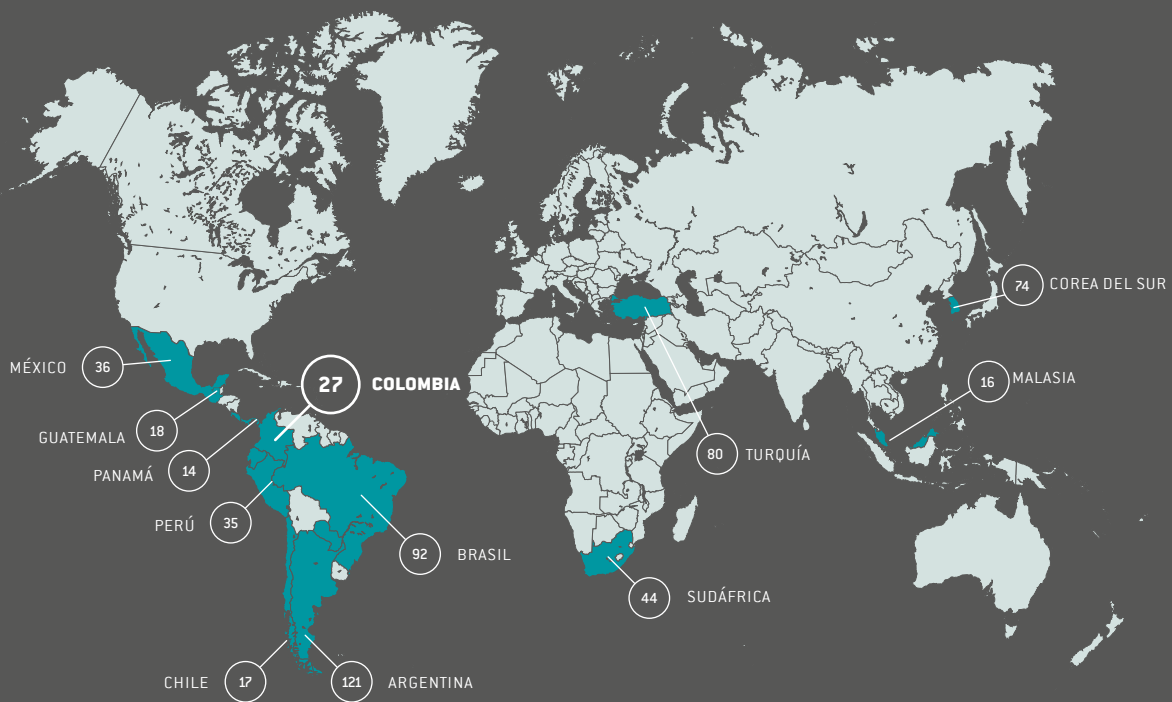 74 COREA DEL SUR
MÉXICO 36
27 COLOMBIA
16 MALASIA
GUATEMALA 18
PANAMÁ 14
80 TURQUÍA
PERÚ 35
92 BRASIL
44 SUDÁFRICA
CHILE 17
121 ARGENTINA